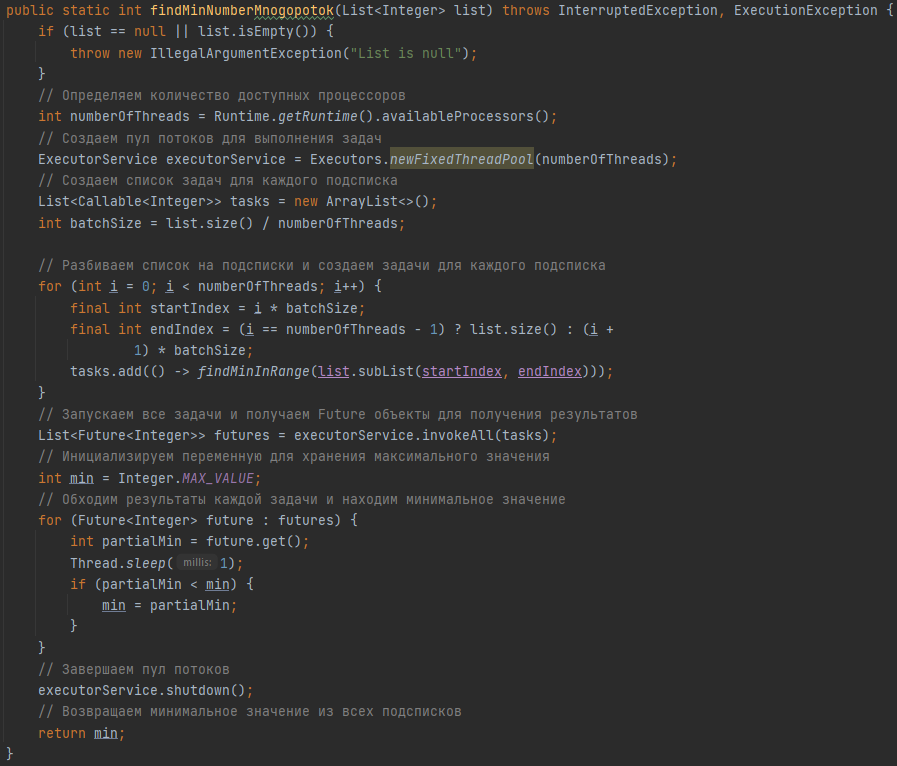 public static int findMinNumberMnogopotok(List<Integer> list) throws InterruptedException, ExecutionException {
if (list == null || list.isEmpty()) {
throw new IllegalArgumentException("List is null");
}
// Определяем количество доступных процессоров
int numberOfThreads = Runtime.getRuntime().availableProcessors();
// Создаем пул потоков для выполнения задач
ExecutorService executorService = Executors.newFixedThreadPool(numberOfThreads);
// Создаем список задач для каждого подсписка
List<Callable<Integer>> tasks = new ArrayList<>();
int batchSize = list.size() / numberOfThreads;
// Разбиваем список на подсписки и создаем задачи для каждого подсписка
for (int i = 0; i < numberOfThreads; i++) {
final int startIndex = i * batchSize;
final int endIndex = (i == numberOfThreads - 1) ? list.size() : (i +
1) * batchSize;
tasks.add(() -> findMinInRange(list.subList(startIndex, endIndex)));
}
// Запускаем все задачи и получаем Future объекты для получения результатов
List<Future<Integer>> futures = executorService.invokeAll(tasks);
// Инициализируем переменную для хранения максимального значения
int min = Integer.MAX_VALUE;
// Обходим результаты каждой задачи и находим минимальное значение
for (Future<Integer> future : futures) {
int partialMin = future.get();
Thread.sleep( millis: 1);
if (partialMin < min) {
min = partialMin;
}
}
// Завершаем пул потоков
executorService.shutdown();
// Возвращаем минимальное значение из всех подсписков
return min;
}